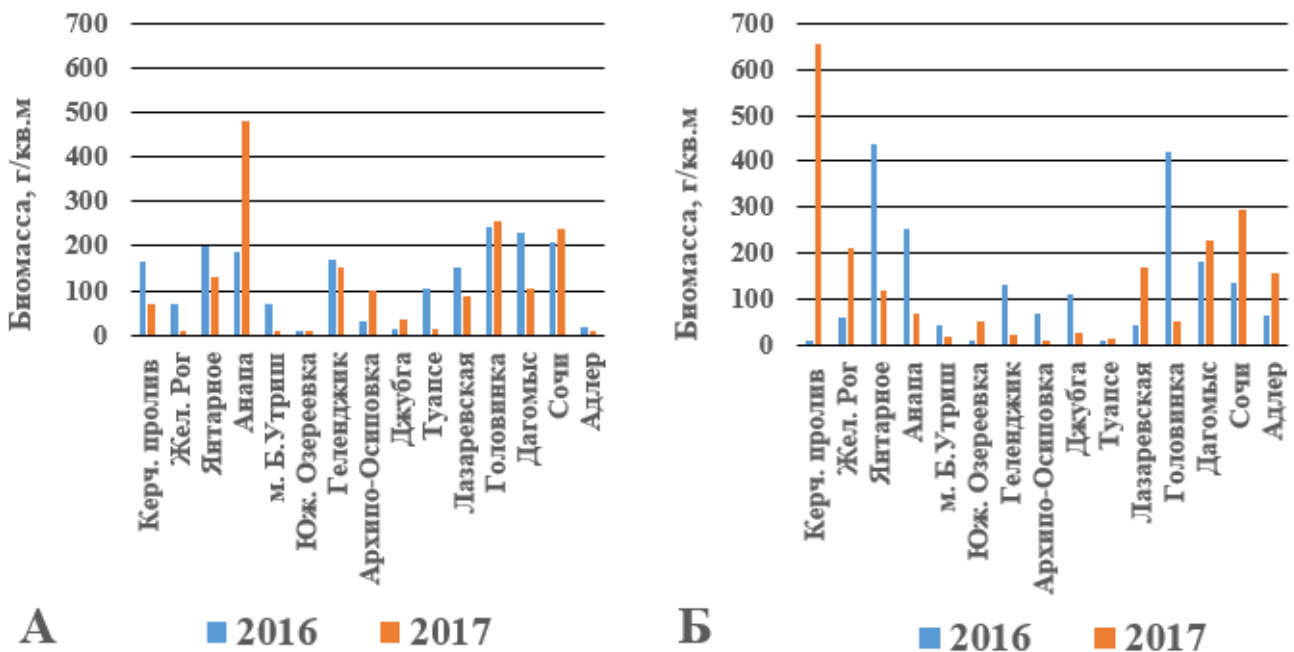 Биомасса, г/кв.м
700
600
500
400
300
200
100
0
Керч. пролив
Жел. Рог
Янтарное
Анапа
м. Б.Утриш
Юж. Озереевка
Геленджик
Архипо-Осиповка
Джубга
Туапсе
Лазаревская
Головинка
Дагомыс
Сочи
Адлер
А
2016
2017
Биомасса, г/кв.м
700
600
500
400
300
200
100
0
Керч. пролив
Жел. Рог
Янтарное
Анапа
м. Б.Утриш
Юж. Озереевка
Геленджик
Архипо-Осиповка
Джубга
Туапсе
Лазаревская
Головинка
Дагомыс
Сочи
Адлер
Б
2016
2017